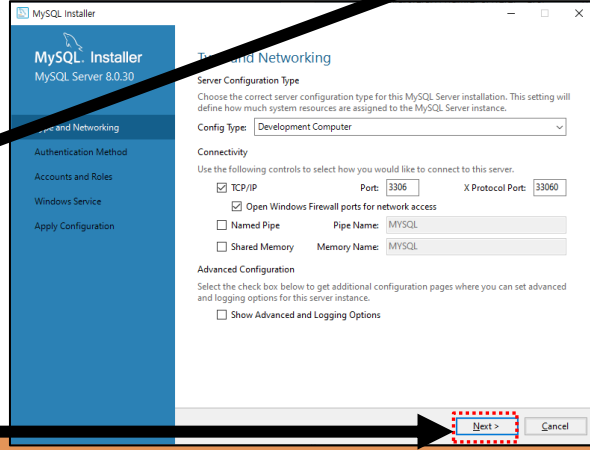 MySQL Installer
MySQL. Installer
MySQL Server 8.0.30
Type and Networking
Authentication Method
Accounts and Roles
Windows Service
Apply Configuration
and Networking
Server Configuration Type
Choose the correct server configuration type for this MySQL Server installation. This setting will
define how much system resources are assigned to the MySQL Server instance.
Config Type: Development Computer
Connectivity
Use the following controls to select how you would like to connect to this server.
TCP/IP Port: 3306 X Protocol Port: 33060
Open Windows Firewall ports for network access
Named Pipe Pipe Name: MYSQL
Shared Memory Memory Name: MYSQL
Advanced Configuration
Select the check box below to get additional configuration pages where you can set advanced
and logging options for this server instance.
Show Advanced and Logging Options
Next > Cancel